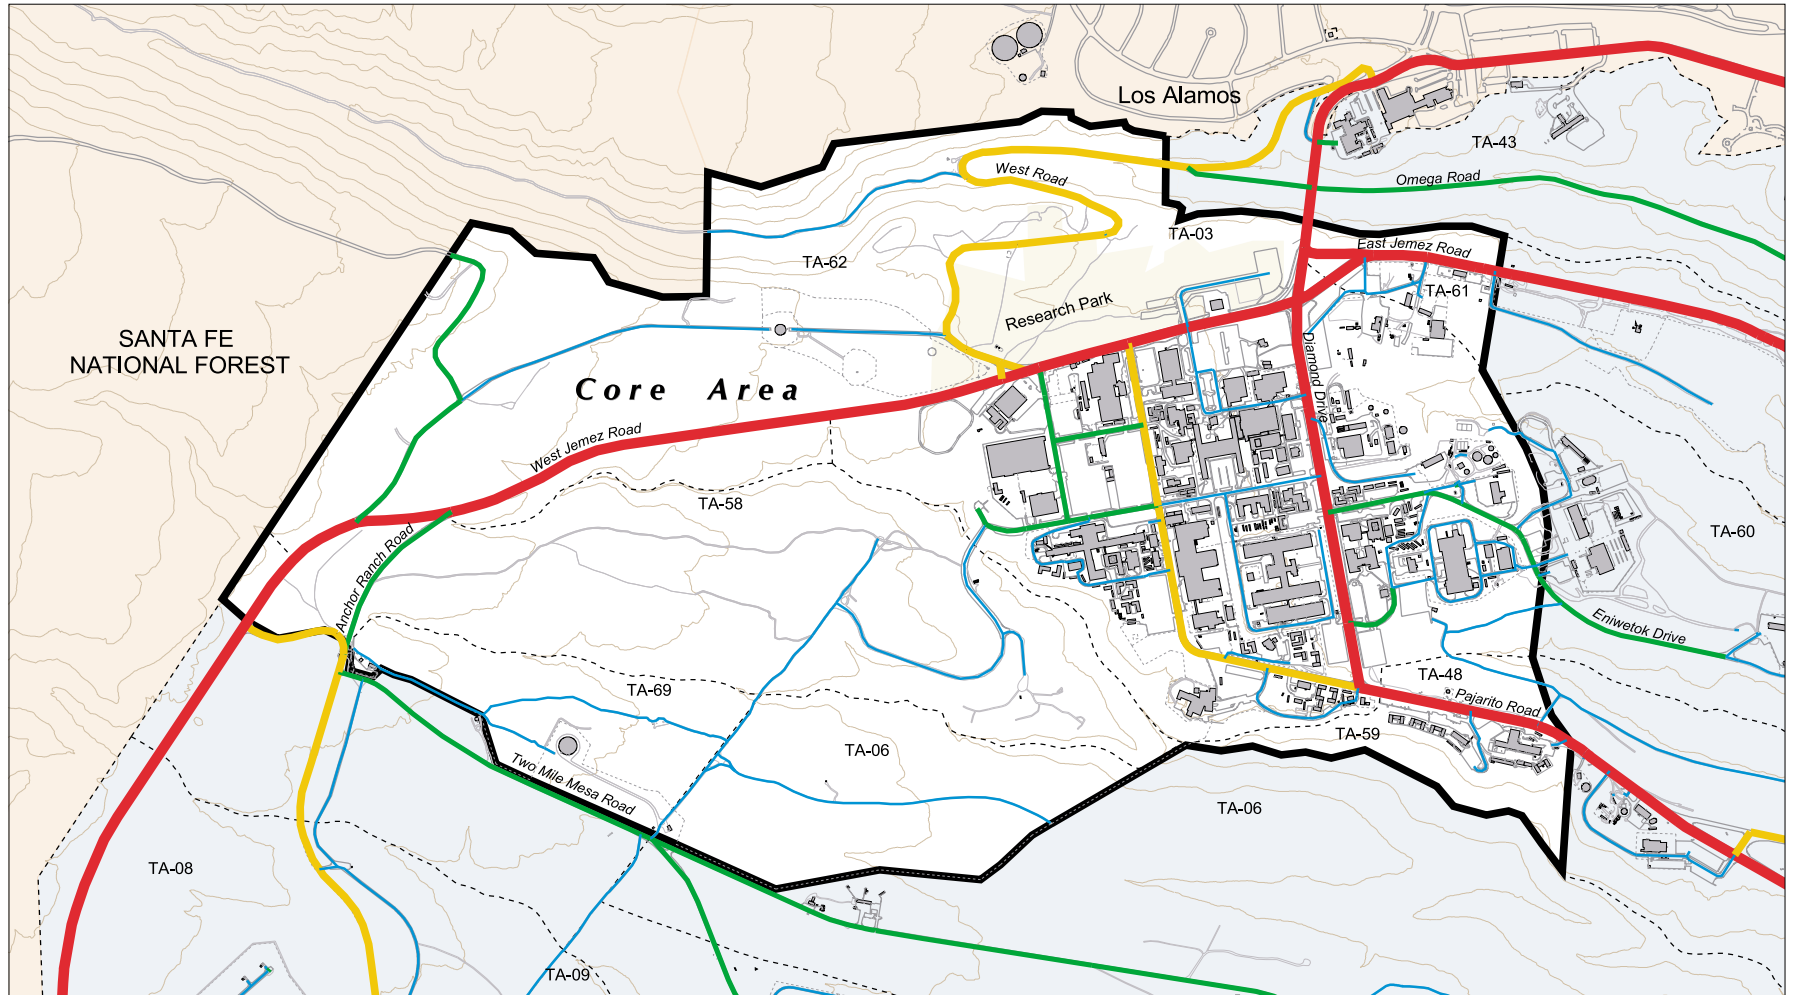 Los Alamos
TA-43
West Road
Omega Road
TA-03
East Jemez Road
TA-62
TA-61
Research Park
SANTA FE
NATIONAL FOREST
Diamond Drive
Core Area
West Jemez Road
TA-58
TA-60
Anchor Ranch Road
Eniwetok Drive
TA-48
TA-69
Pajarito Road
TA-59
TA-06
Two Mile Mesa Road
TA-06
TA-08
TA-09